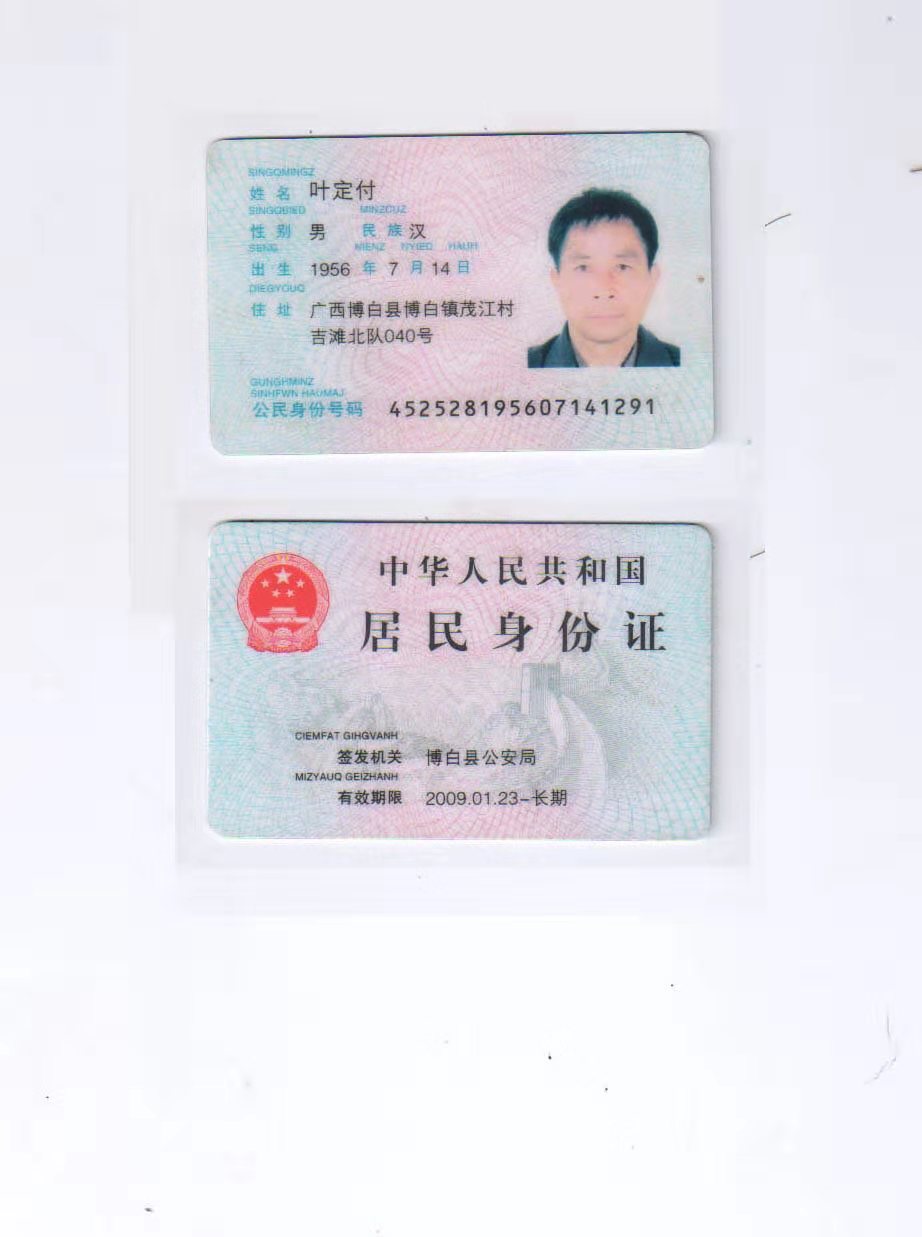 SINGQMINGZ
姓名 叶定付
SINGQBIED MINZCUZ
性别 男 民族 汉
SENG NIENZ NYIED HAUH
出生 1956 年 7 月 14 日
DIEGYOUQ
住址 广西博白县博白镇茂江村
吉滩北队040号
GUNGHMINZ
SINHFWN HAUMAJ
公民身份号码 452528195607141291
中华人民共和国
居民身份证
CIEMFAT GIHGVANH
签发机关 博白县公安局
MIZYAUQ GEIZHANH
有效期限 2009.01.23-长期